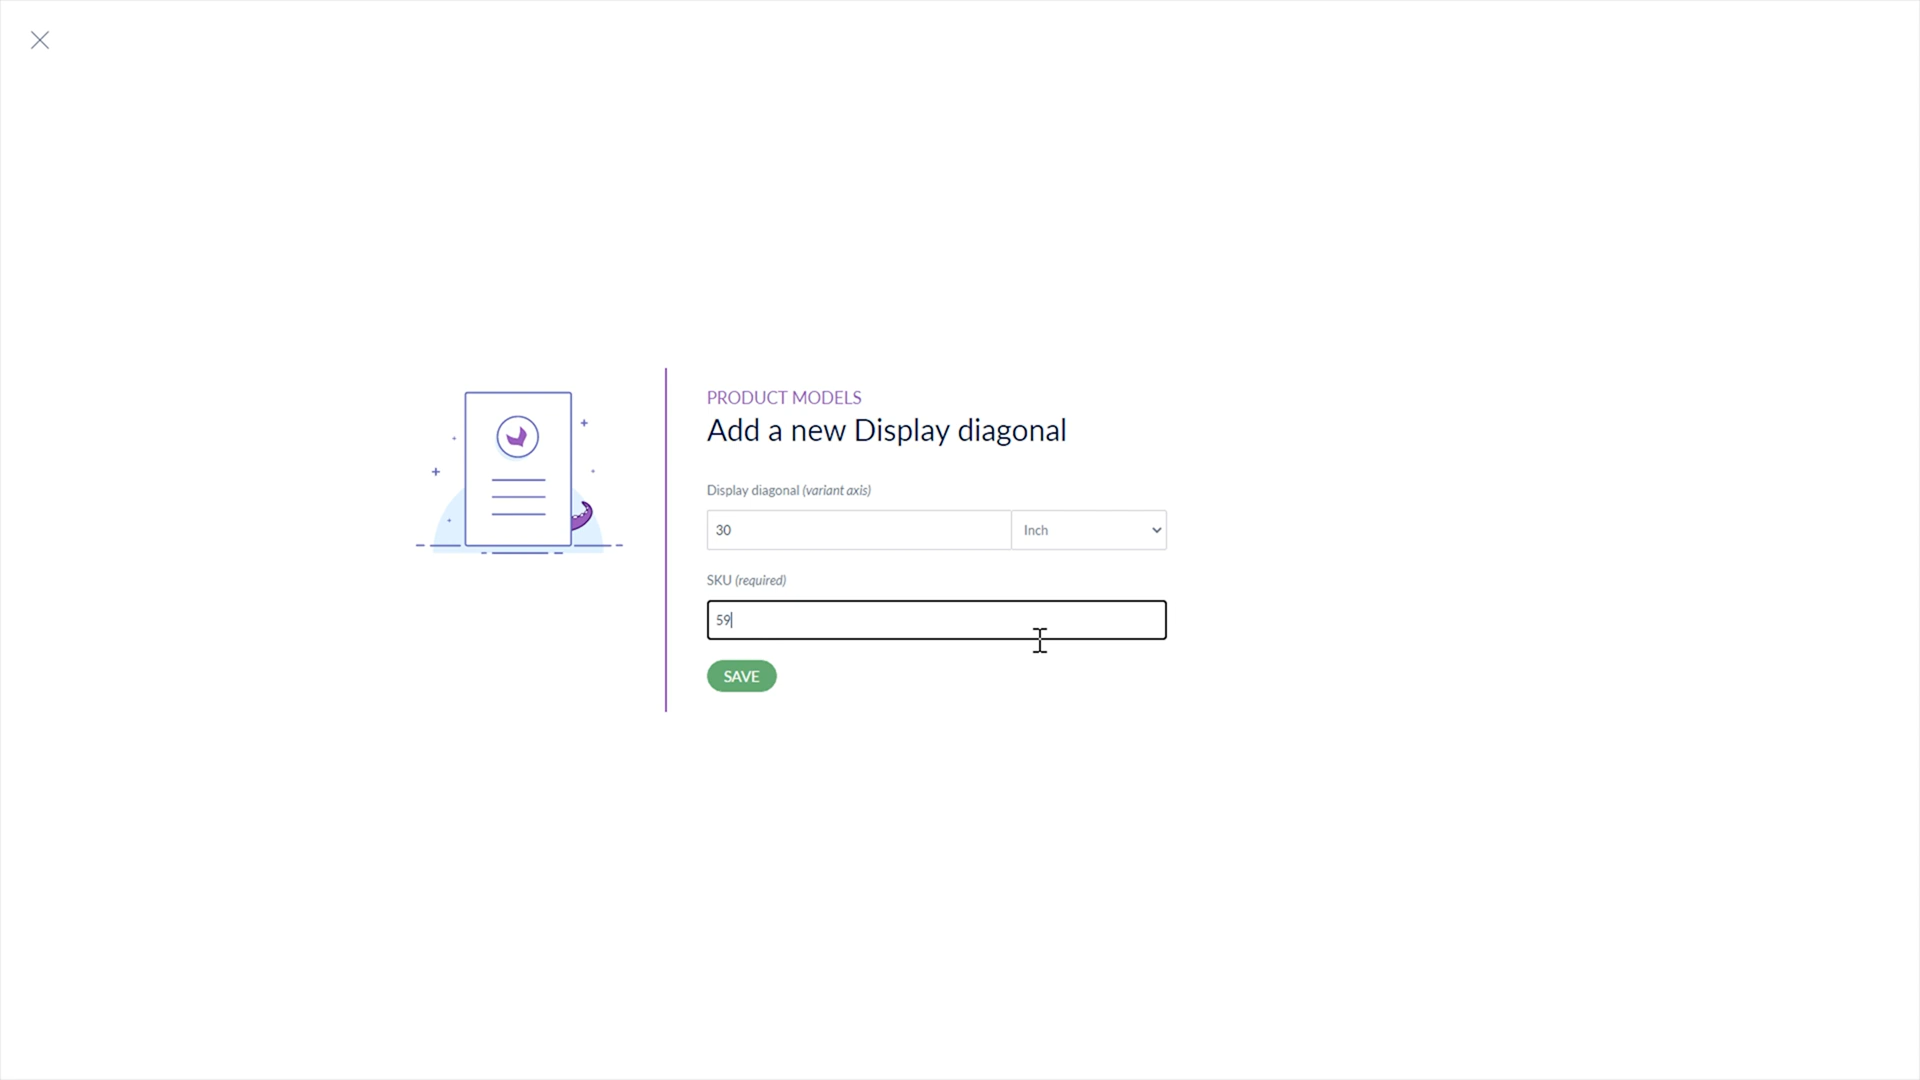 PRODUCT MODELS
Add a new Display diagonal
Display diagonal (variant axis)
30
Inch
SKU (required)
59
SAVE